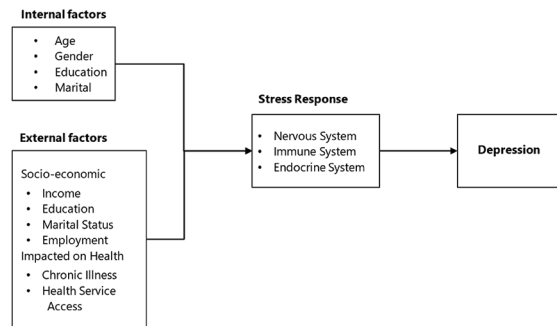 Internal factors
• Age
• Gender
• Education
• Marital
External factors
Socio-economic
• Income
• Education
• Marital Status
• Employment
Impacted on Health
• Chronic Illness
• Health Service
Access
Stress Response
• Nervous System
• Immune System
• Endocrine System
Depression